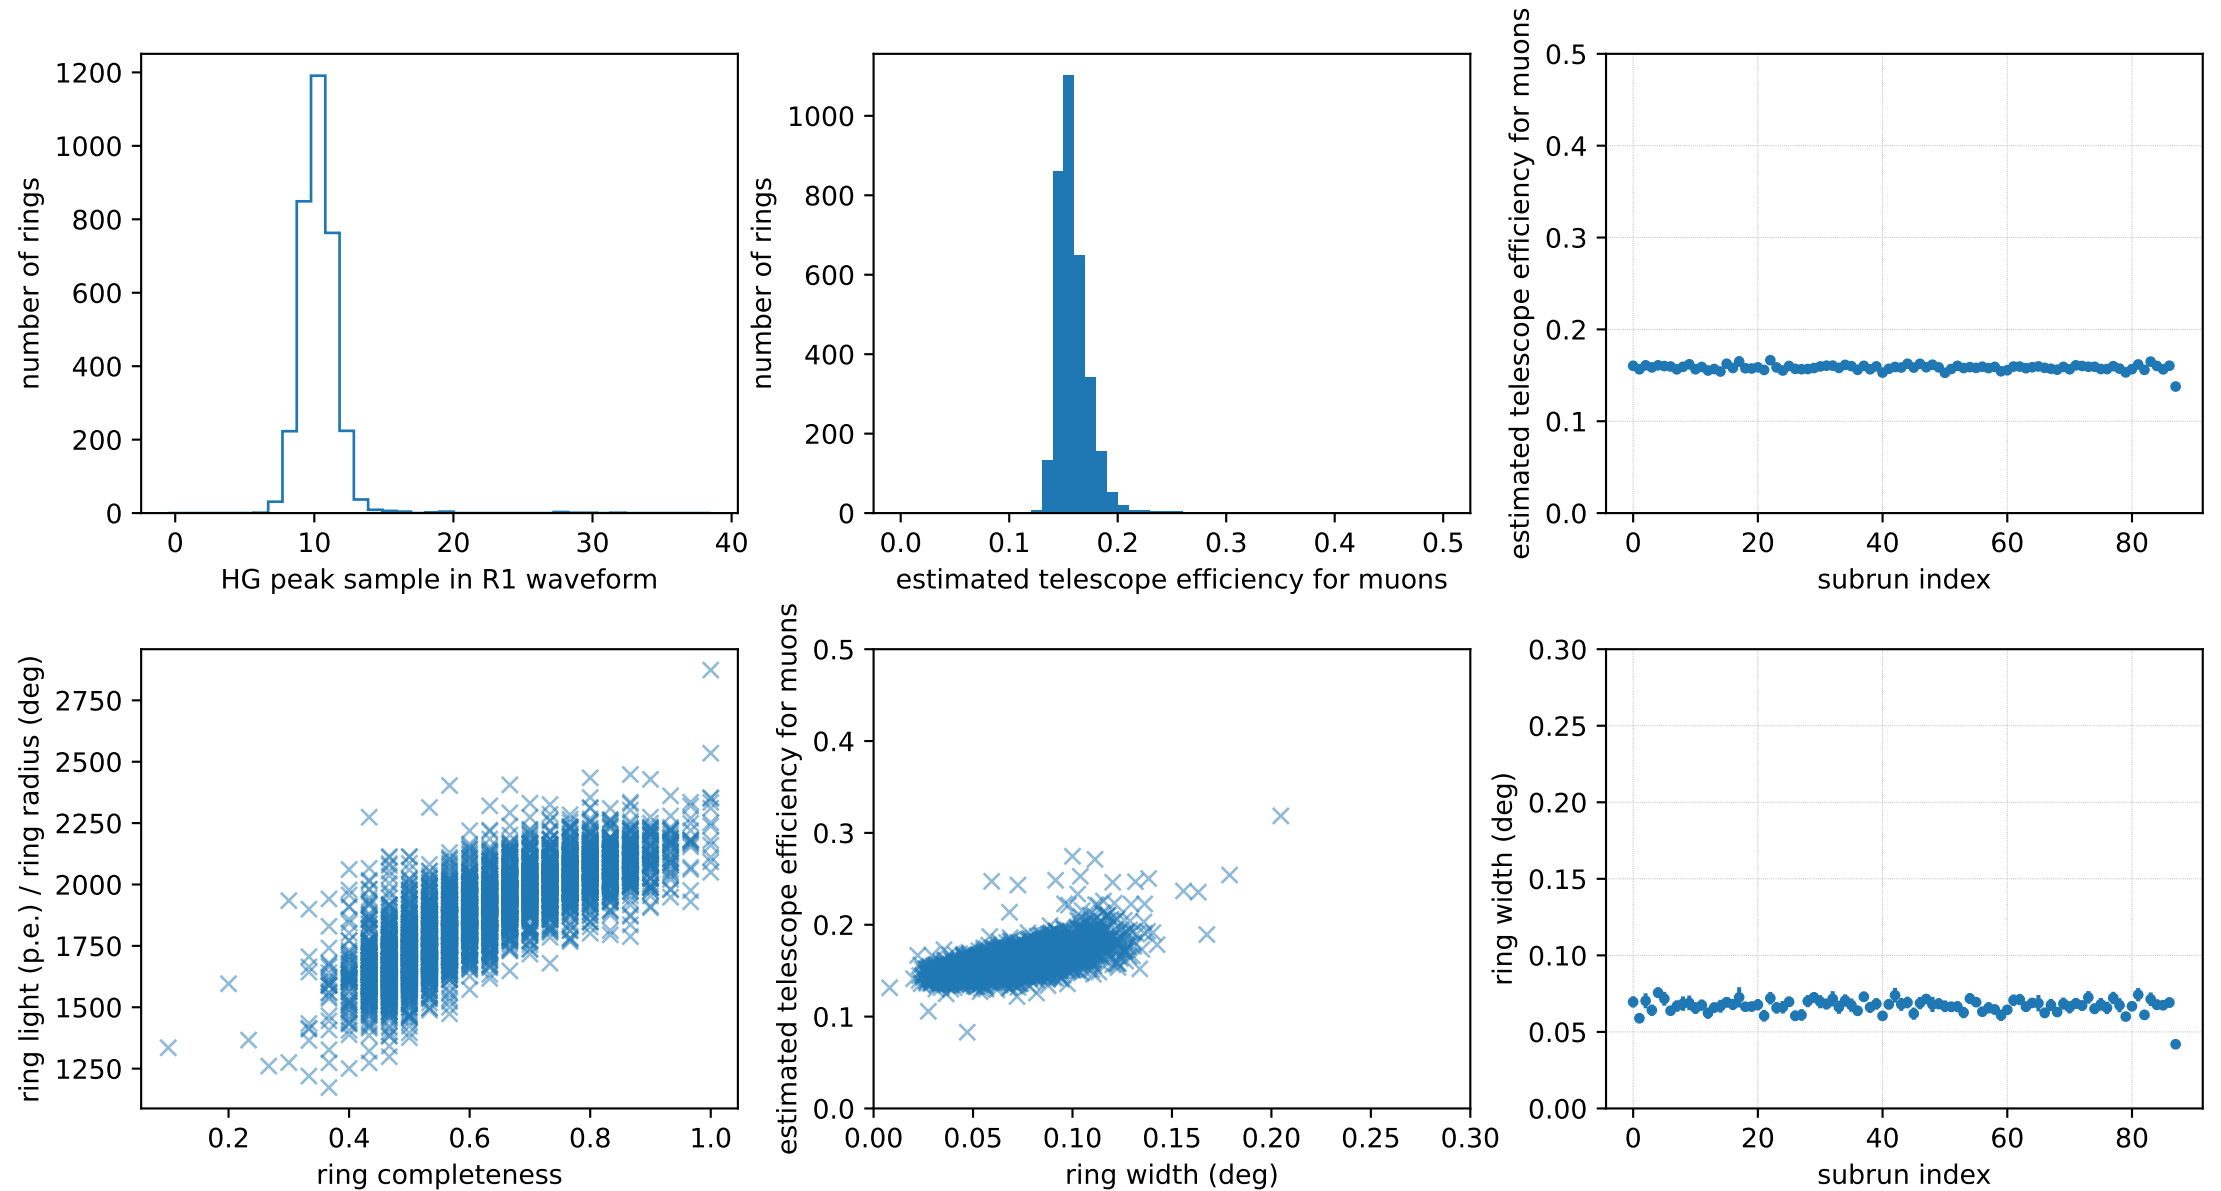 1200
1000
800
600
400
200
0
number of rings
0 10 20 30 40
HG peak sample in R1 waveform
1000
800
600
400
200
0
number of rings
0.0 0.1 0.2 0.3 0.4 0.5
estimated telescope efficiency for muons
0.5
0.4
0.3
0.2
0.1
0.0
estimated telescope efficiency for muons
0 20 40 60 80
subrun index
2750
2500
2250
2000
1750
1500
1250
ring light (p.e.) / ring radius (deg)
0.2 0.4 0.6 0.8 1.0
ring completeness
0.5
0.4
0.3
0.2
0.1
0.0
estimated telescope efficiency for muons
0.00 0.05 0.10 0.15 0.20 0.25 0.30
ring width (deg)
0.30
0.25
0.20
0.15
0.10
0.05
0.00
ring width (deg)
0 20 40 60 80
subrun index